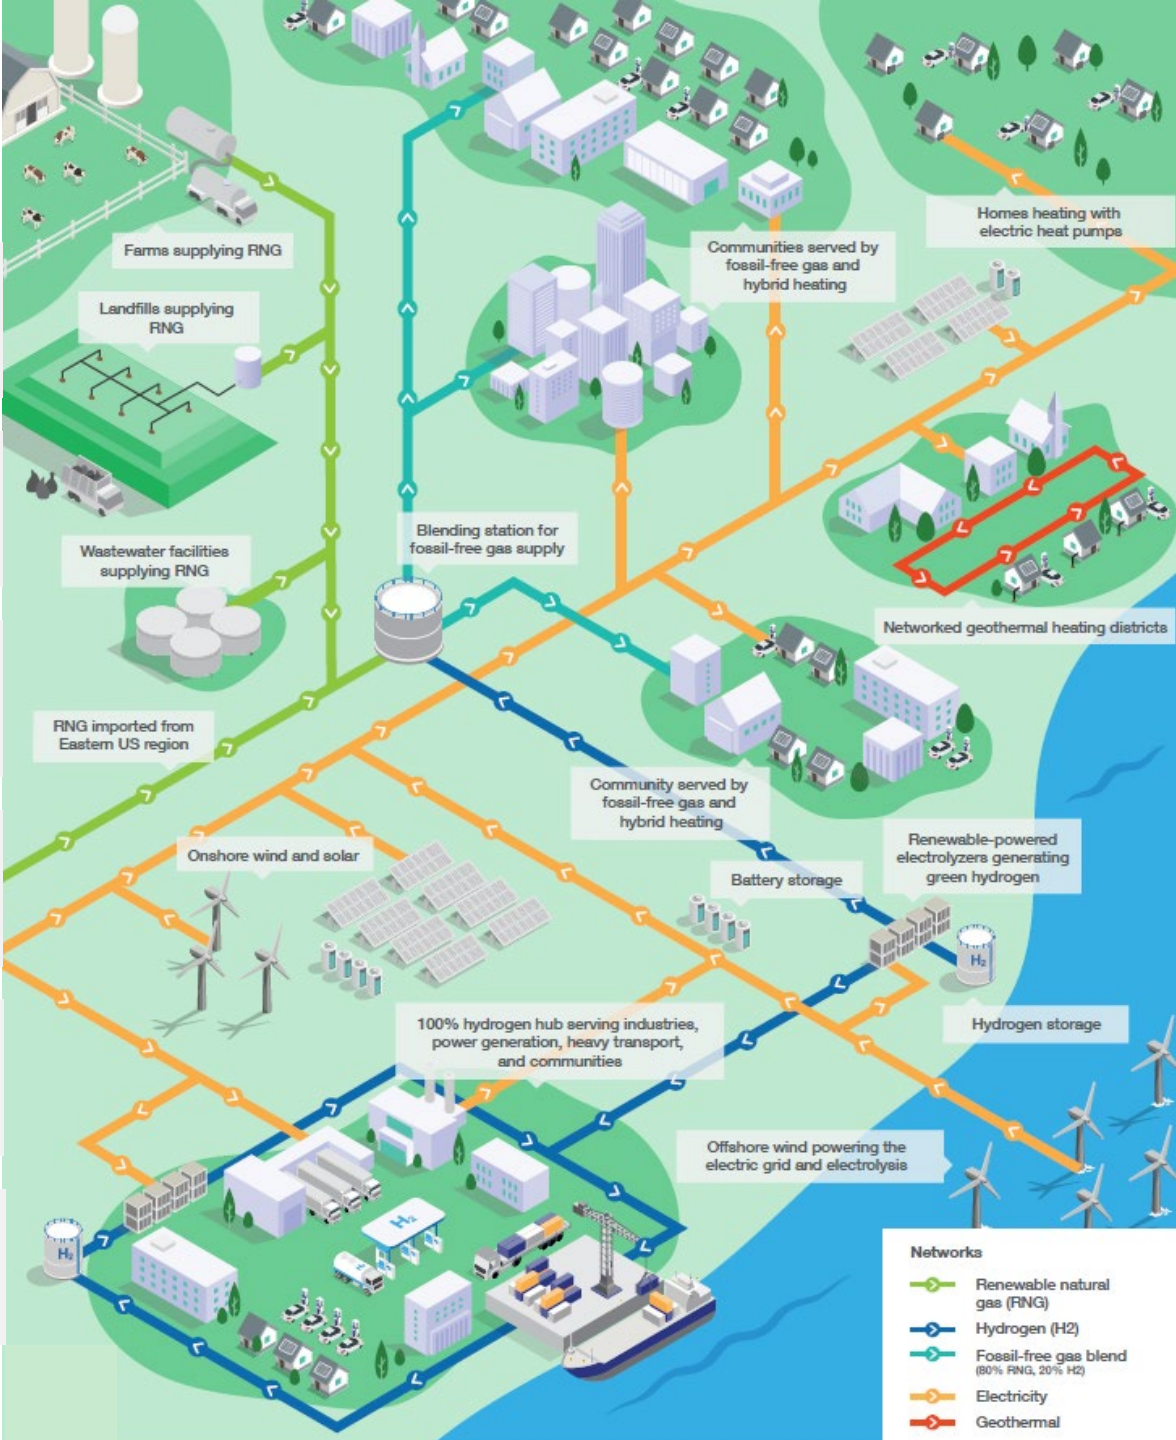 Farms supplying RNG
Homes heating with
electric heat pumps
Communities served by
fossil-free gas and
hybrid heating
Landfills supplying
RNG
Blending station for
fossil-free gas supply
Wastewater facilities
supplying RNG
Networked geothermal heating districts
RNG imported from
Eastern US region
Community served by
fossil-free gas and
hybrid heating
Renewable-powered
electrolyzers generating
green hydrogen
Onshore wind and solar
Battery storage
H2
Hydrogen storage
100% hydrogen hub serving industries,
power generation, heavy transport,
and communities
Offshore wind powering the
electric grid and electrolysis
H2
H2
Networks
Renewable natural
gas (RNG)
Hydrogen (H2)
Fossil-free gas blend
(80% RNG, 20% H2)
Electricity
Geothermal